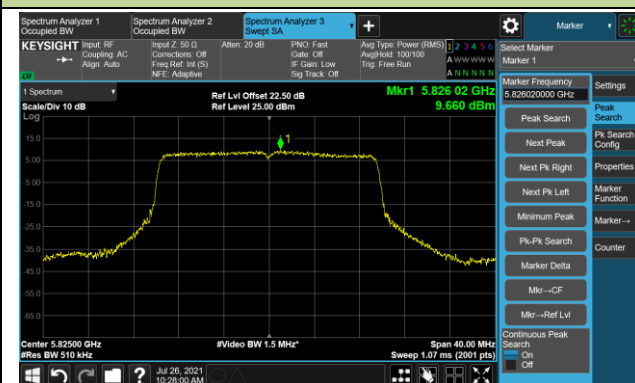 Spectrum Analyzer 1
Occupied BW
Spectrum Analyzer 2
Occupied BW
Spectrum Analyzer 3
Swept SA
Marker
KEYSIGHT
Input: RF
Coupling: AC
Align: Auto
Input Z: 50 Ω
Corrections: Off
Freq Ref: Int (S)
NFE: Adaptive
Atten: 20 dB
PNO: Fast
Gate: Off
IF Gain: Low
Sig Track: Off
Avg Type: Power (RMS)
Avg|Hold: 100/100
Trig: Free Run
1 2 3 4 5 6
A W W W W W
A N N N N N
Select Marker
Marker 1
1 Spectrum
Scale/Div 10 dB
Log
Ref Lvl Offset 22.50 dB
Ref Level 25.00 dBm
Mkr1 5.826 02 GHz
9.660 dBm
1
15.0
5.00
-5.00
-15.0
-25.0
-35.0
-45.0
-55.0
-65.0
Center 5.82500 GHz
#Res BW 510 kHz
#Video BW 1.5 MHz*
Span 40.00 MHz
Sweep 1.07 ms (2001 pts)
Marker Frequency
5.826020000 GHz
Peak Search
Next Peak
Next Pk Right
Next Pk Left
Minimum Peak
Pk-Pk Search
Marker Delta
Mkr→CF
Mkr→Ref Lvl
Continuous Peak
Search
On
Off
Settings
Peak
Search
Pk Search
Config
Properties
Marker
Function
Marker→
Counter
Jul 26, 2021
10:28:00 AM